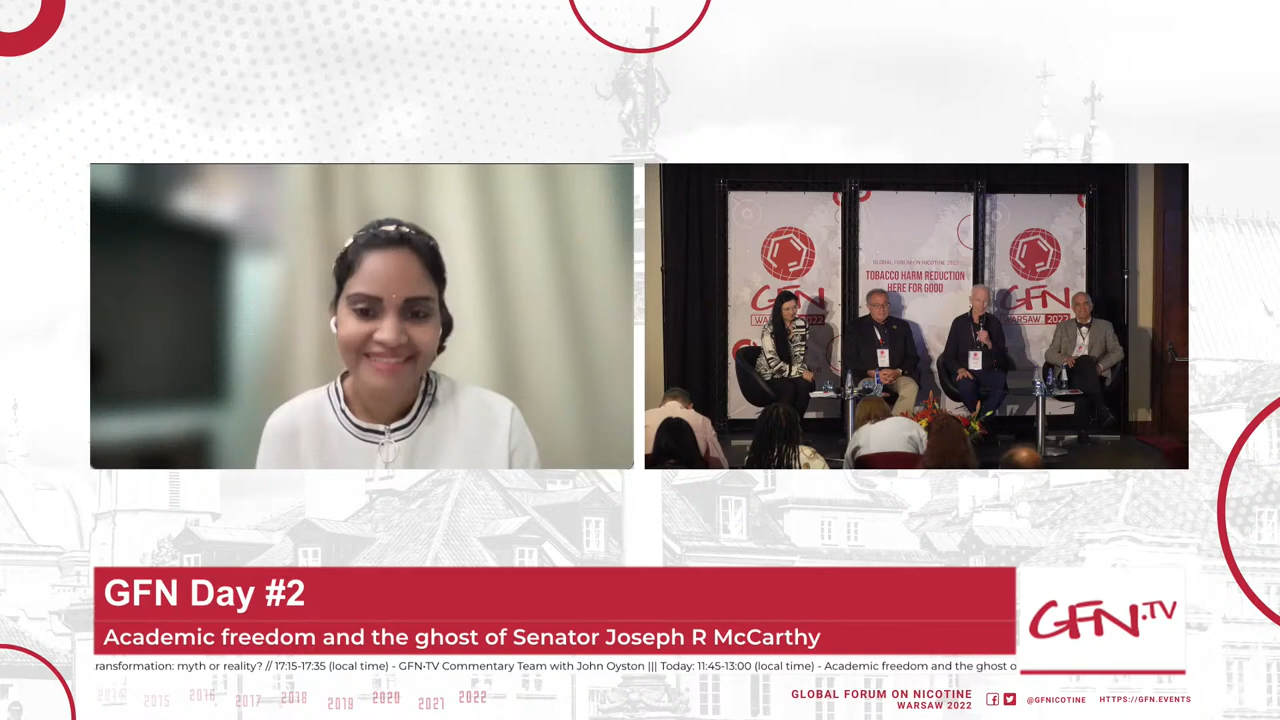 GFN
WARSAW 2022
GLOBAL FORUM ON NICOTINE 2022
TOBACCO HARM REDUCTION
HERE FOR GOOD
GFN
WARSAW 2022
GFN Day #2
Academic freedom and the ghost of Senator Joseph R McCarthy
GFN.TV
ransformation: myth or reality? // 17:15-17:35 (local time) - GFN•TV Commentary Team with John Oyston ||| Today: 11:45-13:00 (local time) - Academic freedom and the ghost o
2014 2015 2016 2017 2018 2019 2020 2021 2022
GLOBAL FORUM ON NICOTINE
WARSAW 2022
@GFNICOTINE
HTTPS://GFN.EVENTS